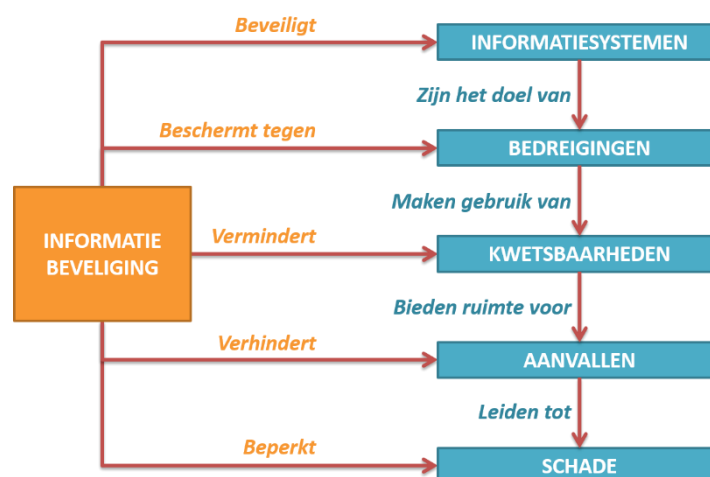 Beveiligt
INFORMATIESYSTEMEN
Zijn het doel van
Beschermt tegen
BEDREIGINGEN
Maken gebruik van
INFORMATIE
BEVELIGING
Vermindert
KWETSBAARHEDEN
Bieden ruimte voor
Verhindert
AANVALLEN
Leiden tot
Beperkt
SCHADE